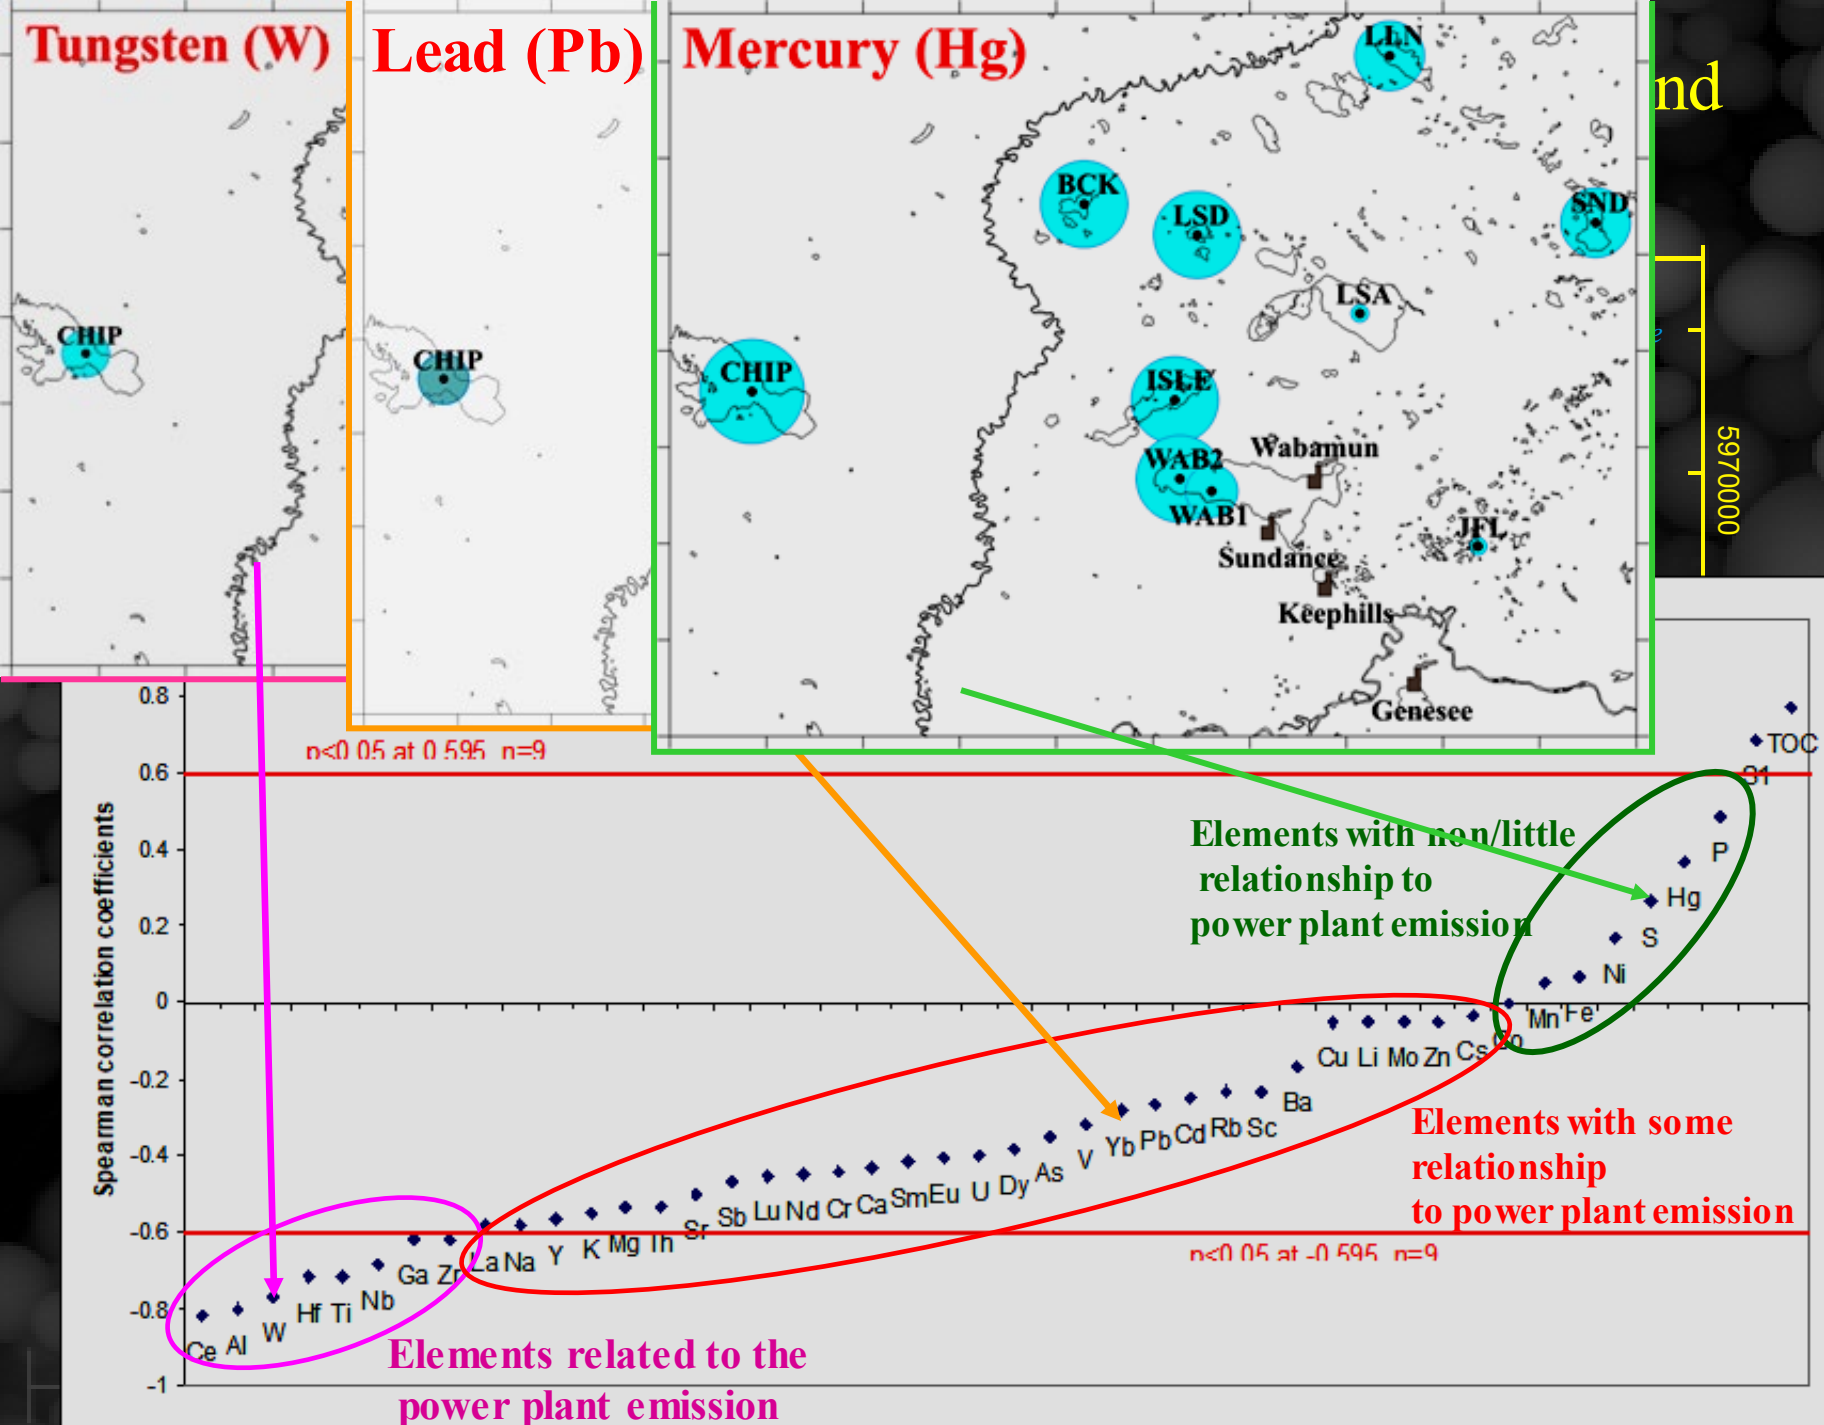 Tungsten (W)
Lead (Pb)
Mercury (Hg)
nd
LLN
BCK
LSD
SND
LSA
CHIP
CHIP
CHIP
ISLE
WAB2
WAB1
Wabamun
Sundance
JFL
Keephills
Genesee
5970000
p<0.05 at 0.595 n=9
Spearman correlation coefficients
0.8
0.6
0.4
0.2
0
-0.2
-0.4
-0.6
-0.8
-1
TOC
S1
Elements with non/little
relationship to
power plant emission
P
Hg
S
Ni
Mn Fe
Cu Li Mo Zn Cs Co
Ba
Yb Pb Cd Rb Sc
V
As
Sr Sb Lu Nd Cr Ca Sm Eu U Dy
La Na Y K Mg Th
Ga Zr
Hf Ti Nb
Ce Al W
Elements with some
relationship
to power plant emission
p<0.05 at -0.595 n=9
Elements related to the
power plant emission